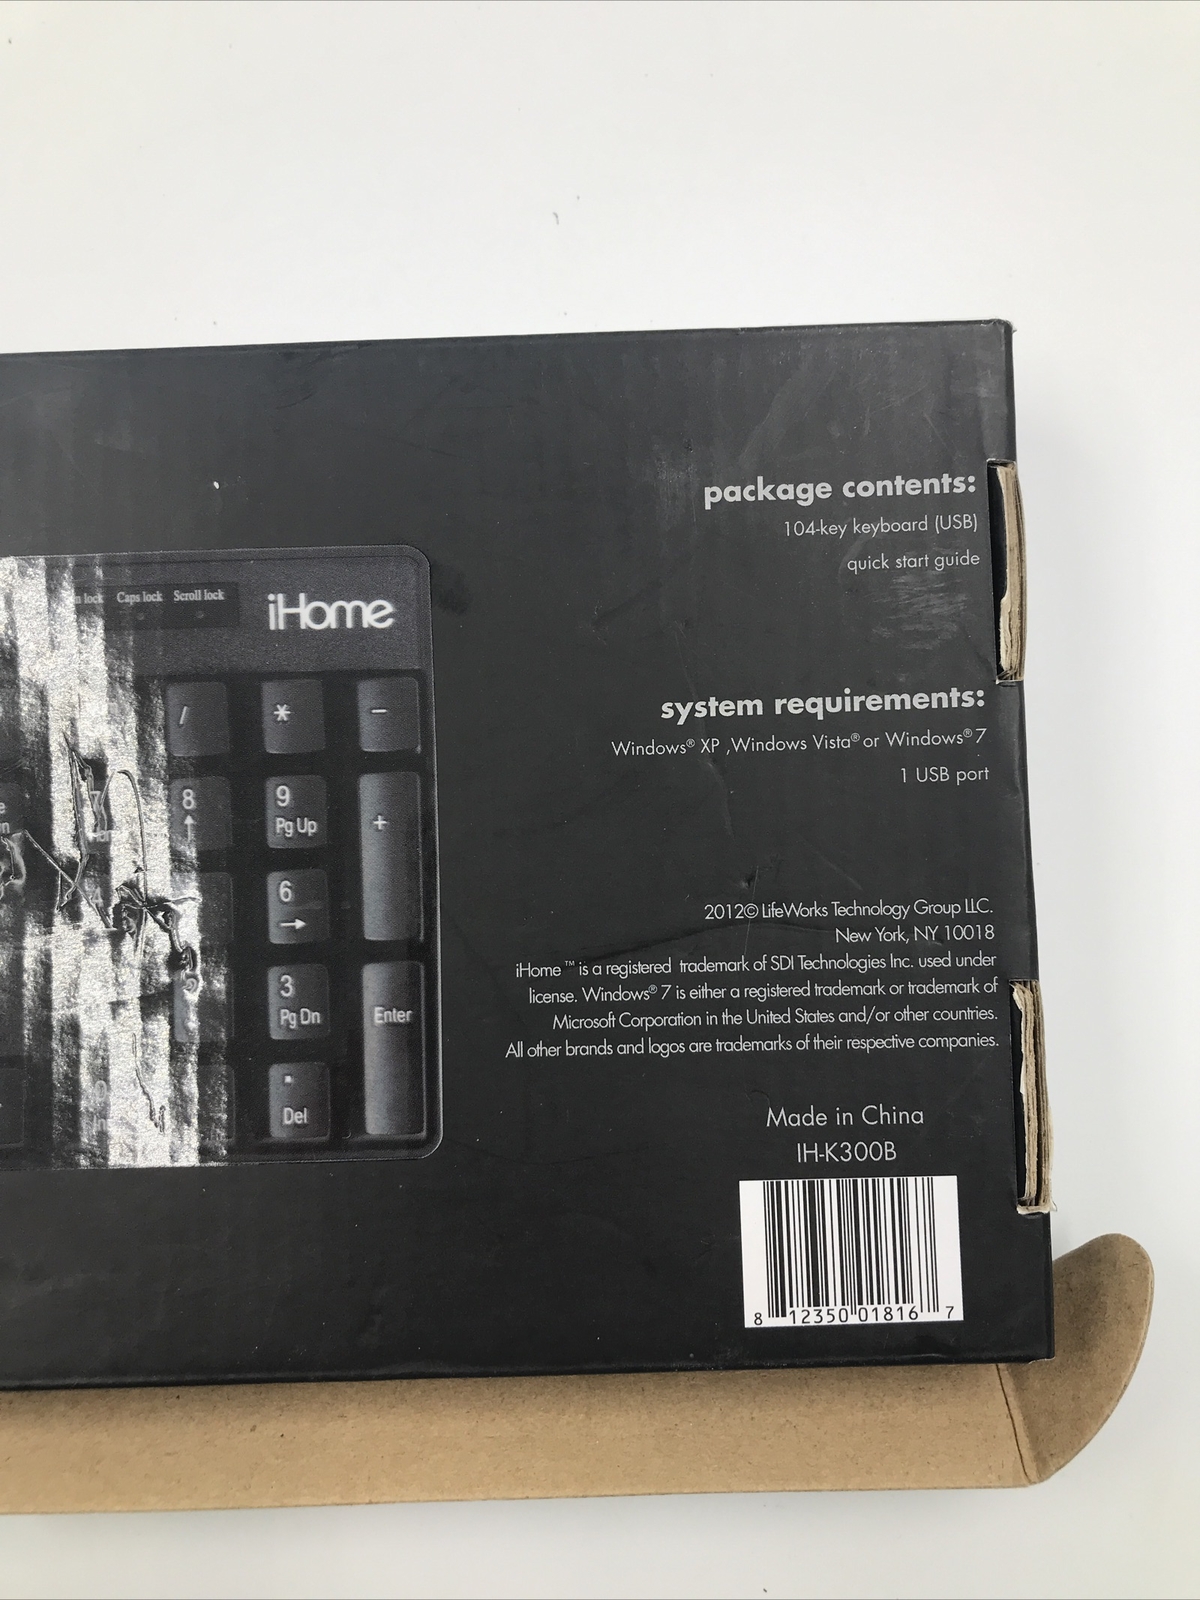 package contents:
104-key keyboard (USB)
quick start guide
lock Caps lock Scroll lock
iHome
/ * -
8 9 +
Pg Up
6
3
Pg Dn Enter
.
Del
system requirements:
Windows® XP ,Windows Vista® or Windows® 7
1 USB port
2012© LifeWorks Technology Group LLC.
New York, NY 10018
iHome™ is a registered trademark of SDI Technologies Inc. used under
license. Windows® 7 is either a registered trademark or trademark of
Microsoft Corporation in the United States and/or other countries.
All other brands and logos are trademarks of their respective companies.
Made in China
IH-K300B
8 12350 01816 7